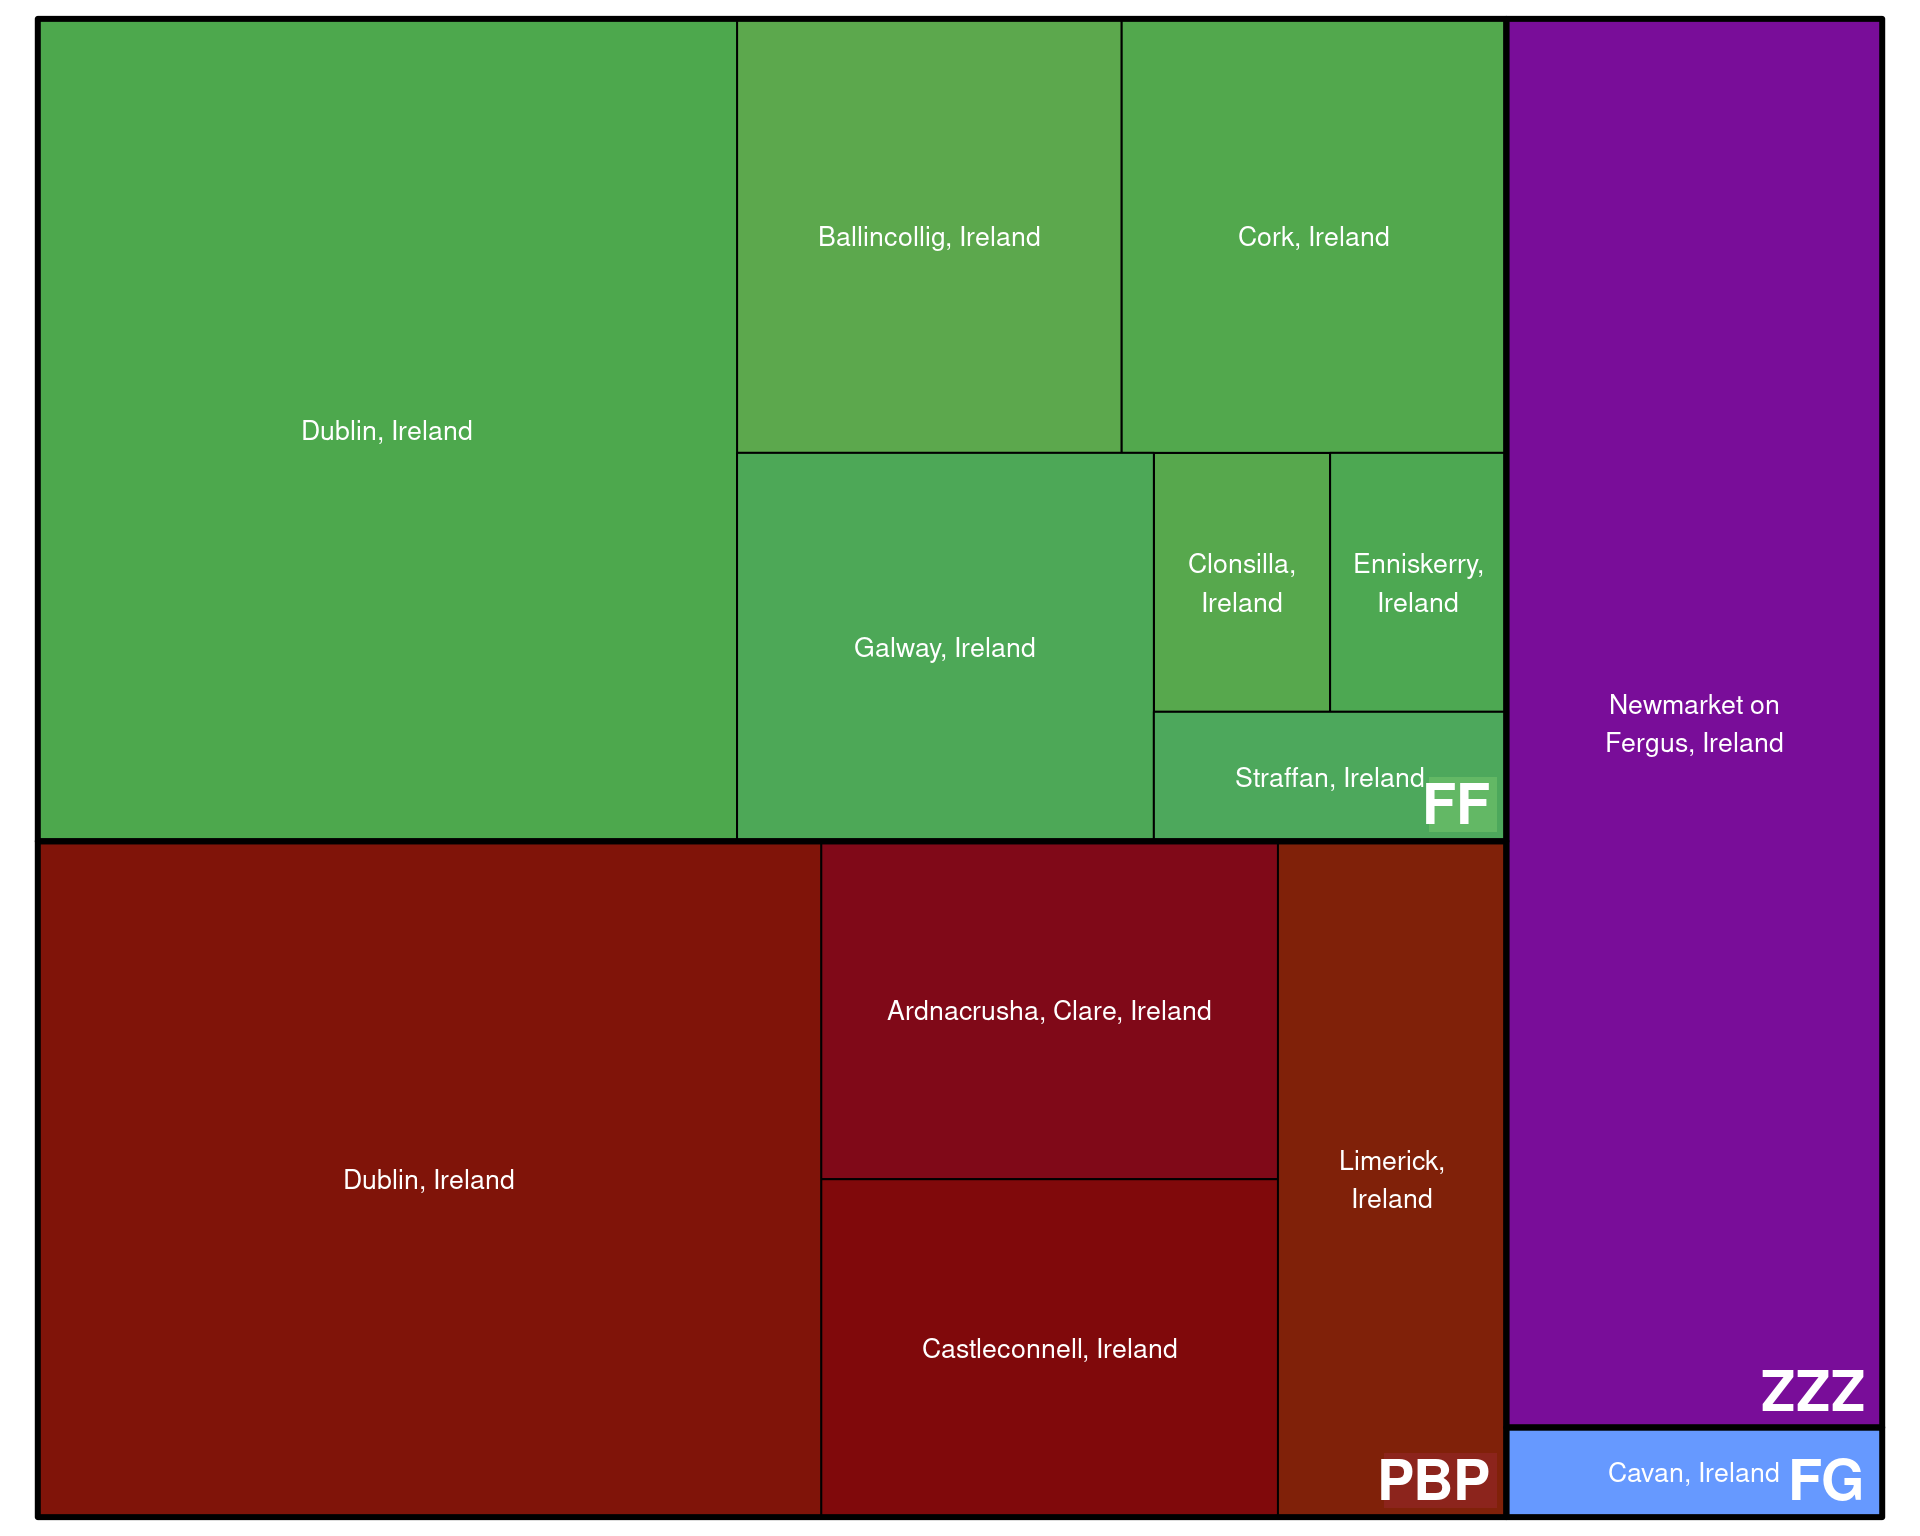 Dublin, Ireland
Ballincollig, Ireland
Cork, Ireland
Galway, Ireland
Clonsilla,
Ireland
Enniskerry,
Ireland
Straffan, Ireland
FF
Dublin, Ireland
Ardnacrusha, Clare, Ireland
Castleconnell, Ireland
Limerick,
Ireland
PBP
Newmarket on
Fergus, Ireland
ZZZ
Cavan, Ireland
FG